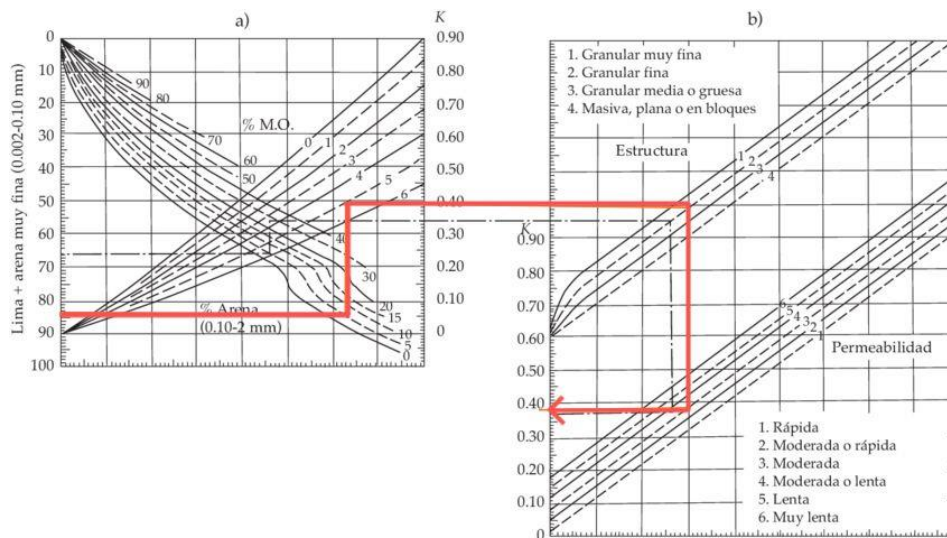 a)
K
Lima + arena muy fina (0.002-0.10 mm)
0
10
20
30
40
50
60
70
80
90
100
90
80
70
60
50
40
30
20
15
10
5
0
% M.O.
0
1
2
3
4
5
6
% Arena
(0.10-2 mm)
0.90
0.80
0.70
0.60
0.50
0.40
0.30
0.20
0.10
0
b)
1. Granular muy fina
2. Granular fina
3. Granular media o gruesa
4. Masiva, plana o en bloques
Estructura
1 2 3 4
K
0.90
0.80
0.70
0.60
0.50
0.40
0.30
0.20
0.10
0
6 5 4 3 2 1
Permeabilidad
1. Rápida
2. Moderada o rápida
3. Moderada
4. Moderada o lenta
5. Lenta
6. Muy lenta